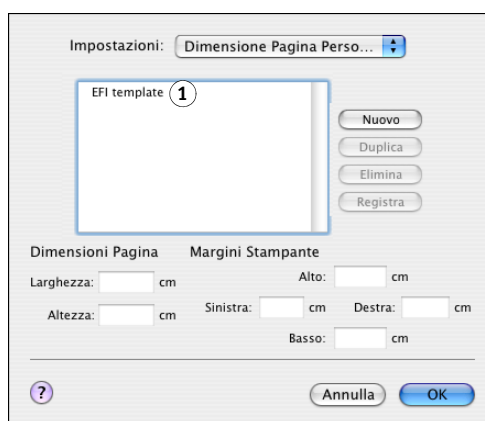 Impostazioni: Dimensione Pagina Perso...
EFI template 1
Nuovo
Duplica
Elimina
Registra
Dimensioni Pagina Margini Stampante
Larghezza: cm
Alto: cm
Altezza: cm
Sinistra: cm Destra: cm
Basso: cm
? Annulla OK